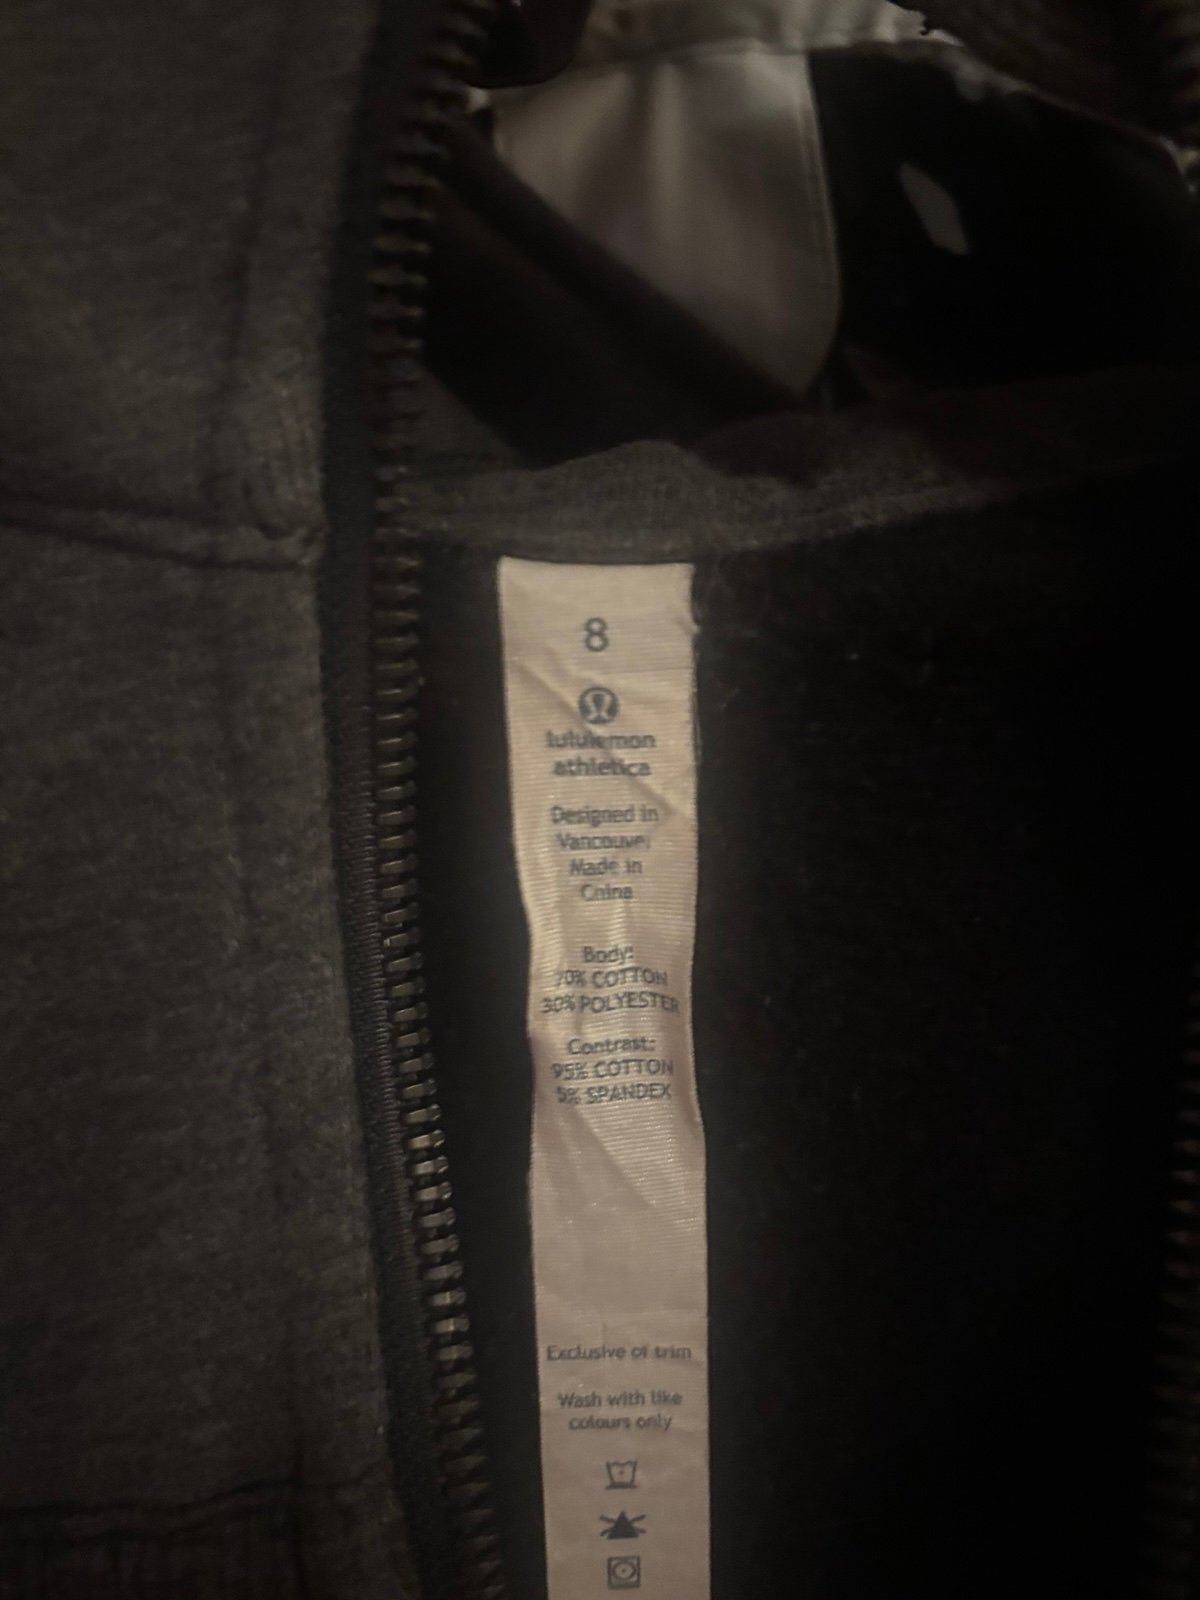 8
lululemon
athletica
Designed in
Vancouver
Made in
China
Body:
70% COTTON
30% POLYESTER
Contrast:
95% COTTON
5% SPANDEX
Exclusive of trim
Wash with like
colours only